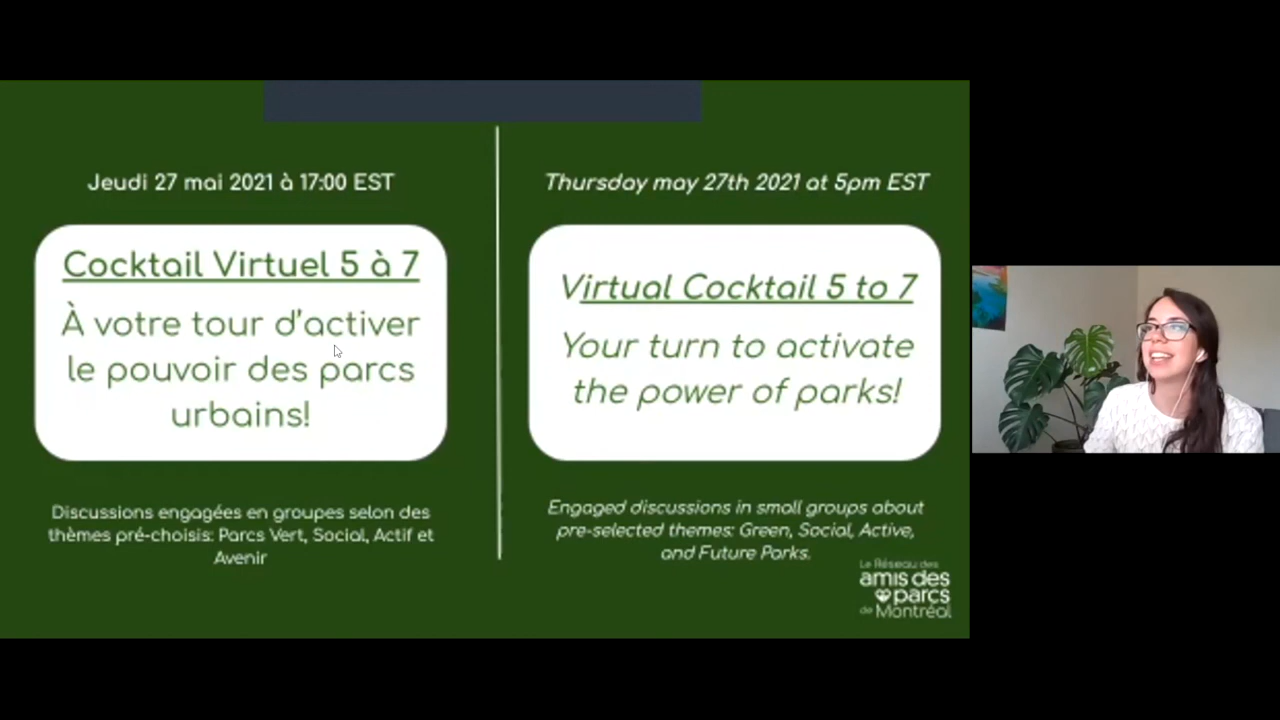 Jeudi 27 mai 2021 à 17:00 EST
Cocktail Virtuel 5 à 7
À votre tour d'activer
le pouvoir des parcs
urbains!
Discussions engagées en groupes selon des
thèmes pré-choisis: Parcs Vert, Social, Actif et
Avenir
Thursday may 27th 2021 at 5pm EST
Virtual Cocktail 5 to 7
Your turn to activate
the power of parks!
Engaged discussions in small groups about
pre-selected themes: Green, Social, Active,
and Future Parks.
Le Réseau des
amis des
parcs
de Montréal